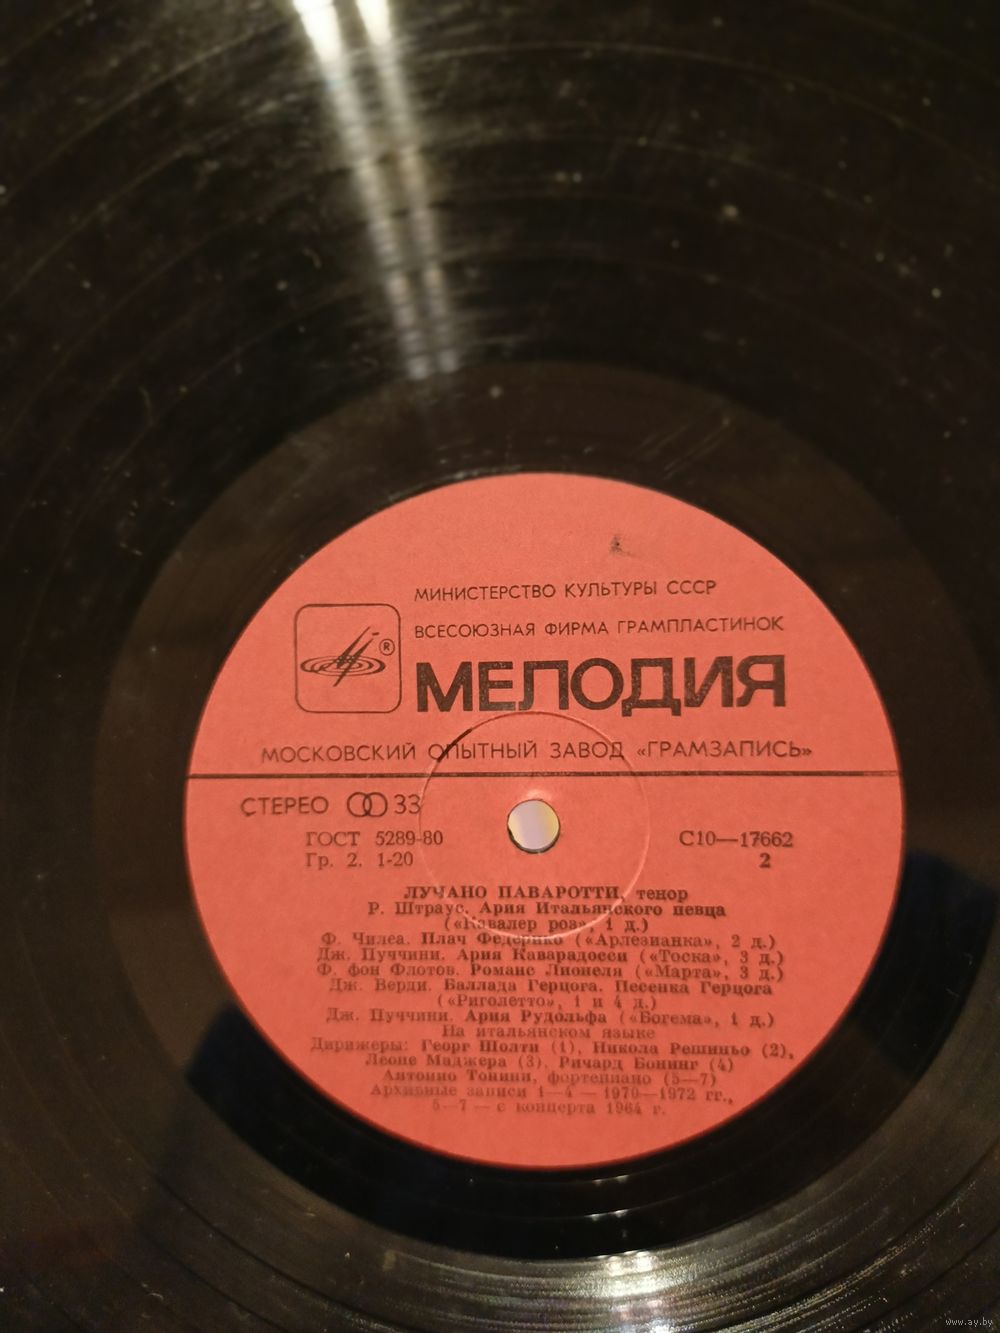 МИНИСТЕРСТВО КУЛЬТУРЫ СССР
ВСЕСОЮЗНАЯ ФИРМА ГРАМПЛАСТИНОК
® МЕЛОДИЯ
МОСКОВСКИЙ ОПЫТНЫЙ ЗАВОД «ГРАМЗАПИСЬ»
СТЕРЕО 33
ГОСТ 5289-80 С10—17662
Гр. 2. 1-20 2
ЛУЧАНО ПАВАРОТТИ, тенор
Р. Штраус. Ария Итальянского певца
(«Кавалер роз», 1 д.)
Ф. Чилеа. Плач Федерико («Арлезианка», 2 д.)
Дж. Пуччини. Ария Каварадосси («Тоска», 3 д.)
Ф. фон Флотов. Романс Лионеля («Марта», 3 д.)
Дж. Верди. Баллада Герцога. Песенка Герцога
(«Риголетто», 1 и 4 д.)
Дж. Пуччини. Ария Рудольфа («Богема», 1 д.)
На итальянском языке
Дирижеры: Георг Шолти (1), Никола Решиньо (2),
Леоне Маджера (3), Ричард Бонинг (4)
Антонио Тонини, фортепиано (5—7)
Архивные записи 1—4 — 1970—1972 гг.,
5—7 — с концерта 1964 г.
www.ay.by